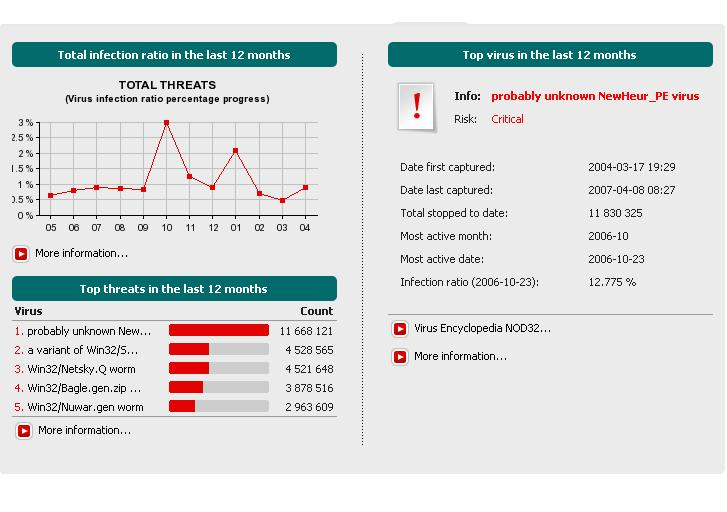 Total infection ratio in the last 12 months
TOTAL THREATS
(Virus infection ratio percentage progress)
3 %
2.5 %
2 %
1.5 %
1 %
0.5 %
0 %
05 06 07 08 09 10 11 12 01 02 03 04
More information...
Top threats in the last 12 months
Virus Count
1. probably unknown New... 11 668 121
2. a variant of Win32/S... 4 528 565
3. Win32/Netsky.Q worm 4 521 648
4. Win32/Bagle.gen.zip ... 3 878 516
5. Win32/Nuwar.gen worm 2 963 609
More information...
Top virus in the last 12 months
!
Info: probably unknown NewHeur_PE virus
Risk: Critical
Date first captured: 2004-03-17 19:29
Date last captured: 2007-04-08 08:27
Total stopped to date: 11 830 325
Most active month: 2006-10
Most active date: 2006-10-23
Infection ratio (2006-10-23): 12.775 %
Virus Encyclopedia NOD32...
More information...